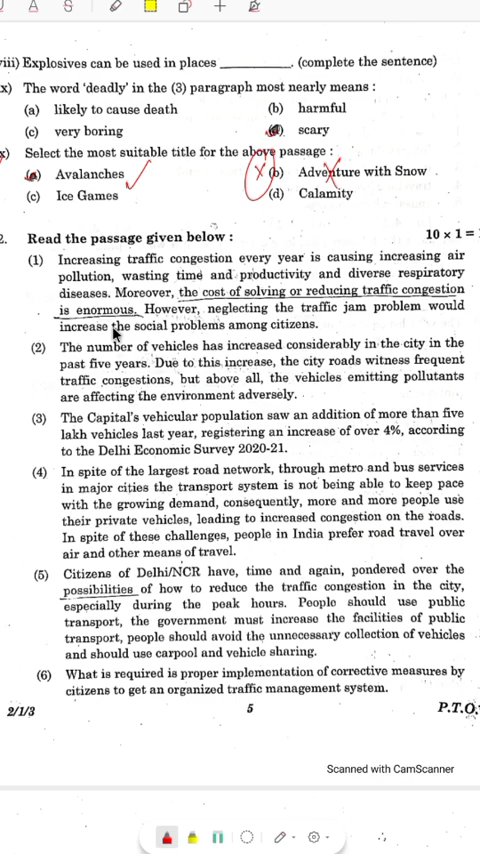 viii) Explosives can be used in places ____________. (complete the sentence)
x) The word 'deadly' in the (3) paragraph most nearly means :
(a) likely to cause death (b) harmful
(c) very boring (d) scary
x) Select the most suitable title for the above passage :
(a) Avalanches (b) Adventure with Snow
(c) Ice Games (d) Calamity
2. Read the passage given below : 10 × 1 =
(1) Increasing traffic congestion every year is causing increasing air
pollution, wasting time and productivity and diverse respiratory
diseases. Moreover, the cost of solving or reducing traffic congestion
is enormous. However, neglecting the traffic jam problem would
increase the social problems among citizens.
(2) The number of vehicles has increased considerably in the city in the
past five years. Due to this increase, the city roads witness frequent
traffic congestions, but above all, the vehicles emitting pollutants
are affecting the environment adversely.
(3) The Capital's vehicular population saw an addition of more than five
lakh vehicles last year, registering an increase of over 4%, according
to the Delhi Economic Survey 2020-21.
(4) In spite of the largest road network, through metro and bus services
in major cities the transport system is not being able to keep pace
with the growing demand, consequently, more and more people use
their private vehicles, leading to increased congestion on the roads.
In spite of these challenges, people in India prefer road travel over
air and other means of travel.
(5) Citizens of Delhi/NCR have, time and again, pondered over the
possibilities of how to reduce the traffic congestion in the city,
especially during the peak hours. People should use public
transport, the government must increase the facilities of public
transport, people should avoid the unnecessary collection of vehicles
and should use carpool and vehicle sharing.
(6) What is required is proper implementation of corrective measures by
citizens to get an organized traffic management system.
2/1/3 5 P.T.O.
Scanned with CamScanner